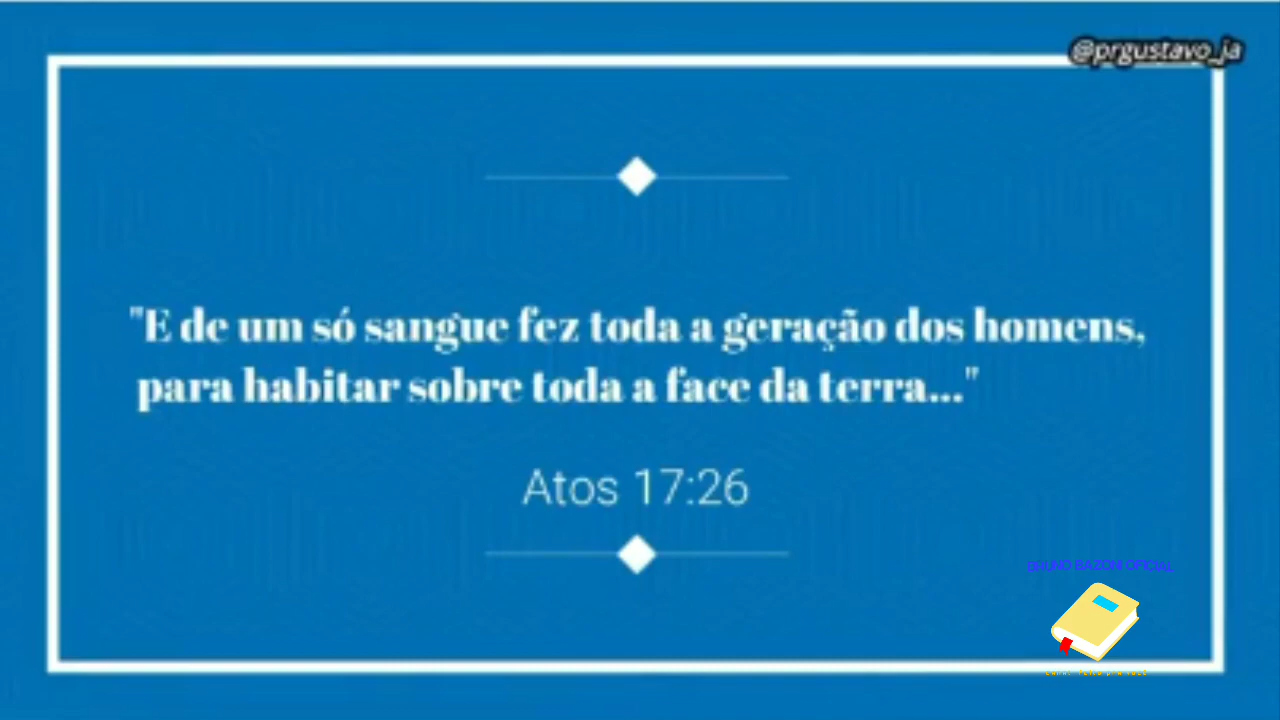 @prgustavo_ja
"E de um só sangue fez toda a geração dos homens,
para habitar sobre toda a face da terra..."
Atos 17:26
BRUNO BAZONI OFICIAL